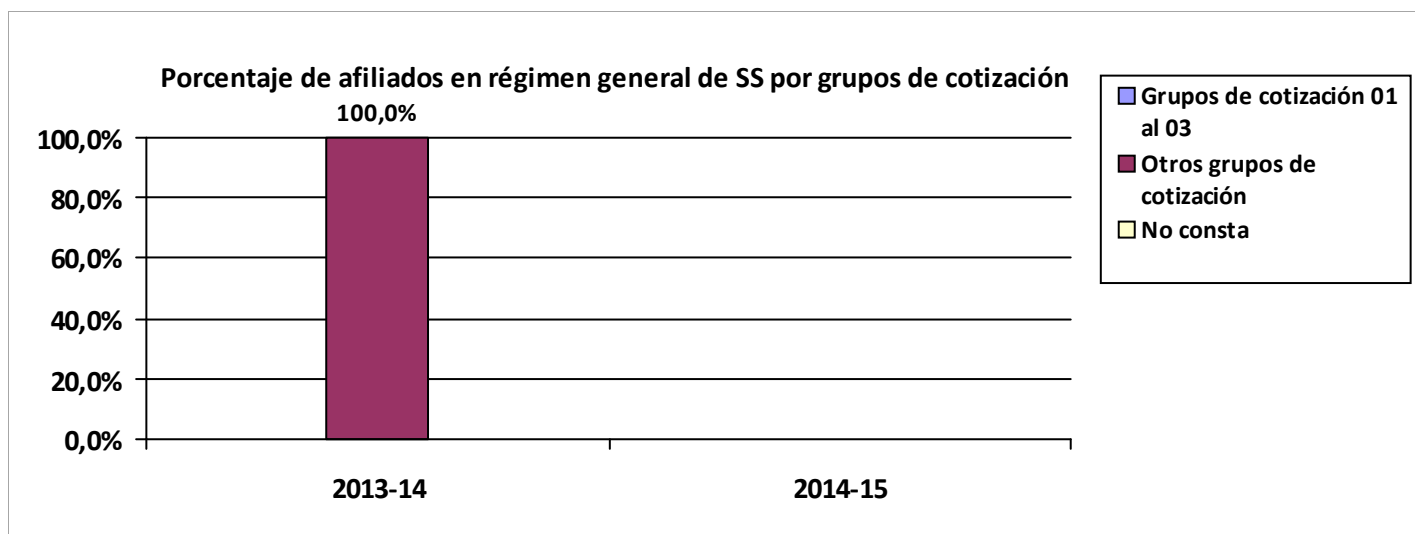 Porcentaje de afiliados en régimen general de SS por grupos de cotización
100,0%
100,0%
80,0%
60,0%
40,0%
20,0%
0,0%
2013-14
2014-15
Grupos de cotización 01
al 03
Otros grupos de
cotización
No consta